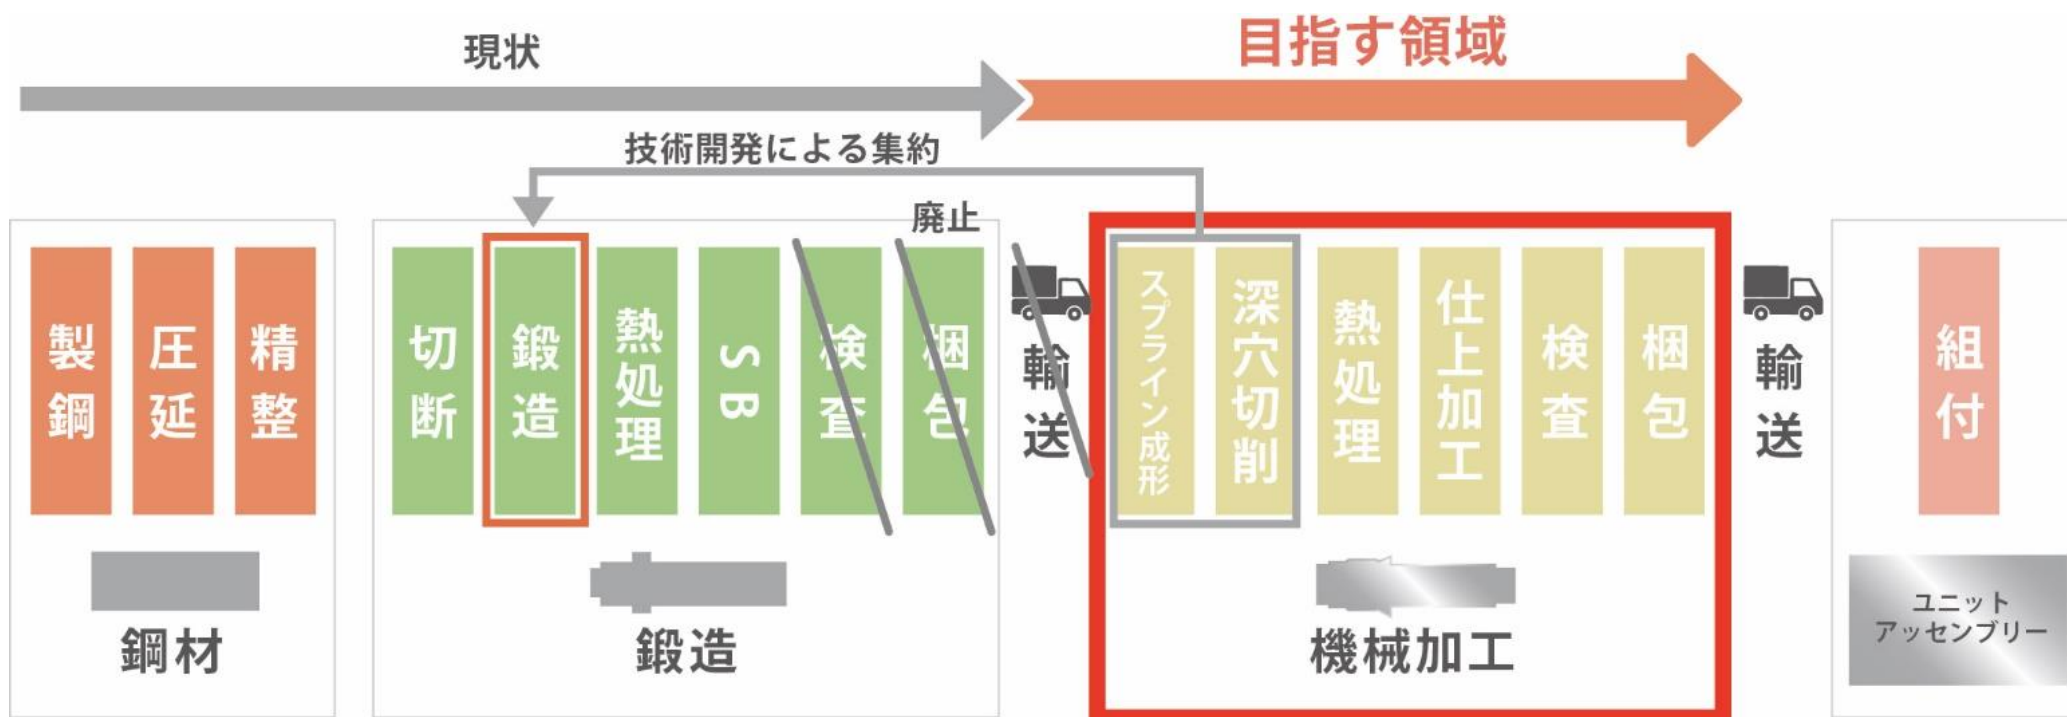 現状
目指す領域
技術開発による集約
廃止
製鋼
圧延
精整
切断
鍛造
熱処理
SB
検査
梱包
輸送
スプライン成形
深穴切削
熱処理
仕上加工
検査
梱包
輸送
組付
鋼材
鍛造
機械加工
ユニット
アッセンブリー